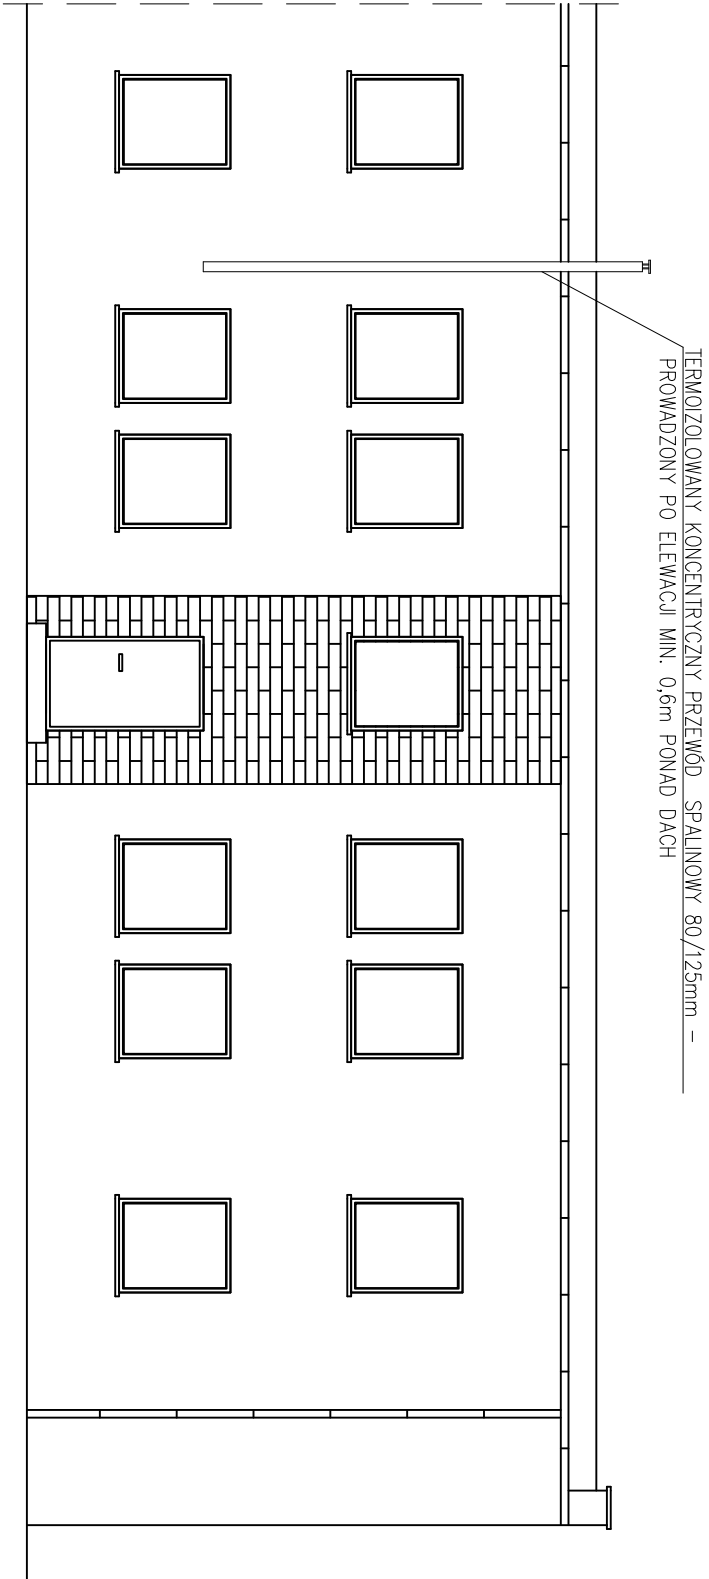 TERMOIZOLOWANY KONCENTRYCZNY PRZEWÓD SPALINOWY 80/125mm –
PROWADZONY PO ELEWACJI MIN. 0,6m PONAD DACH